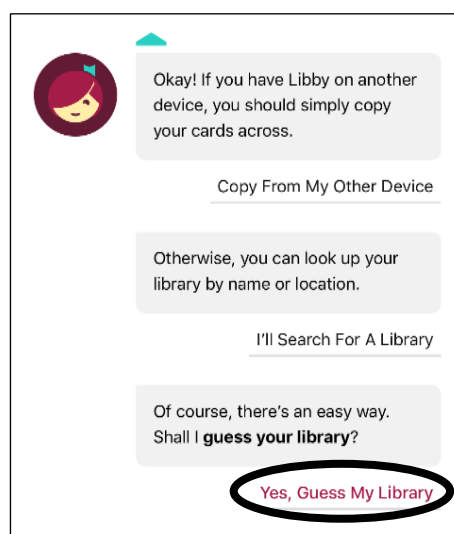 Okay! If you have Libby on another
device, you should simply copy
your cards across.
Copy From My Other Device
Otherwise, you can look up your
library by name or location.
I'll Search For A Library
Of course, there's an easy way.
Shall I guess your library?
Yes, Guess My Library